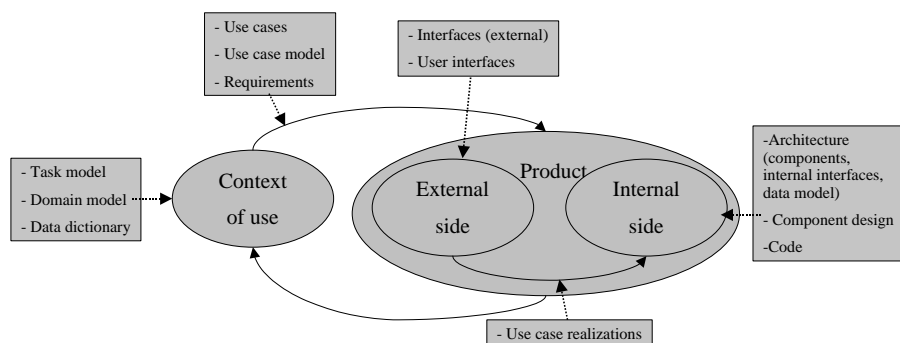 - Use cases
- Use case model
- Requirements
- Interfaces (external)
- User interfaces
- Task model
- Domain model
- Data dictionary
Context
of use
Product
External
side
Internal
side
-Architecture
(components,
internal interfaces,
data model)
- Component design
-Code
- Use case realizations